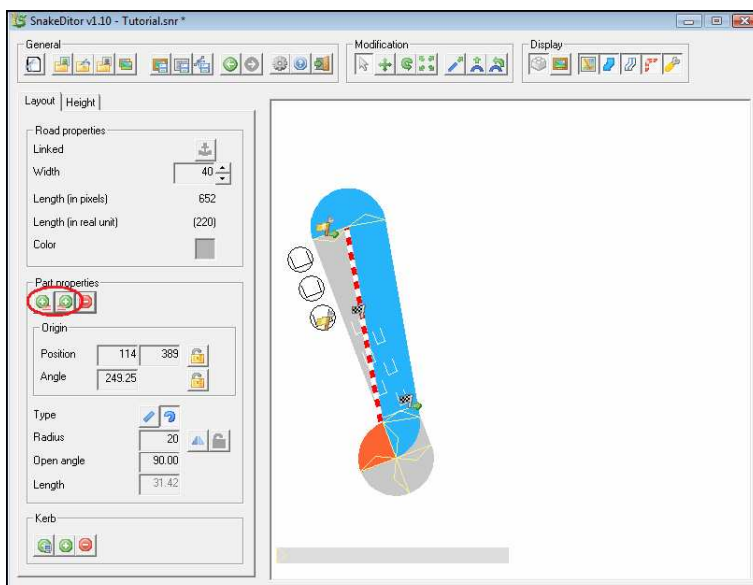 SnakeDitor v1.10 - Tutorial.snr *
General
Modification
Display
Layout
Height
Road properties
Linked
Width 40
Length (in pixels) 652
Length (in real unit) (220)
Color
Part properties
Origin
Position 114 389
Angle 249.25
Type
Radius 20
Open angle 90.00
Length 31.42
Kerb